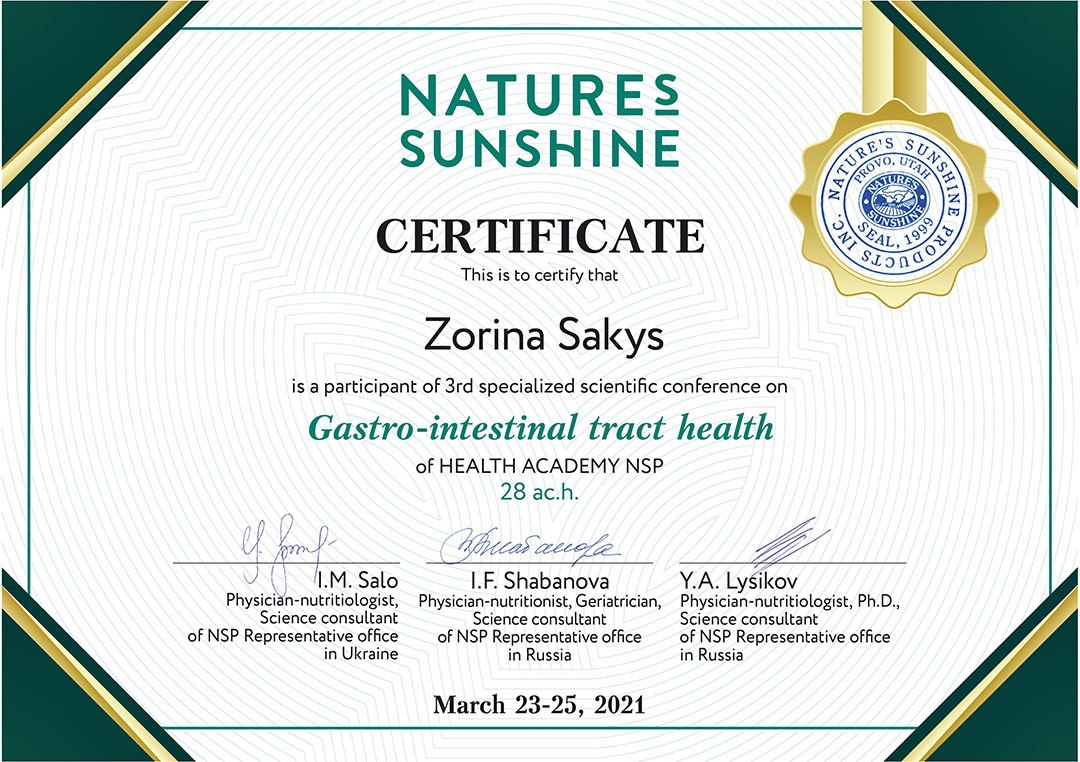 NATURES
SUNSHINE
NATURE'S SUNSHINE PRODUCTS INC.
PROVO, UTAH
NATURE'S
SUNSHINE
SEAL, 1999
CERTIFICATE
This is to certify that
Zorina Sakys
is a participant of 3rd specialized scientific conference on
Gastro-intestinal tract health
of HEALTH ACADEMY NSP
28 ac.h.
I.M. Salo
Physician-nutritiologist,
Science consultant
of NSP Representative office
in Ukraine
I.F. Shabanova
Physician-nutritionist, Geriatrician,
Science consultant
of NSP Representative office
in Russia
Y.A. Lysikov
Physician-nutritiologist, Ph.D.,
Science consultant
of NSP Representative office
in Russia
March 23-25, 2021